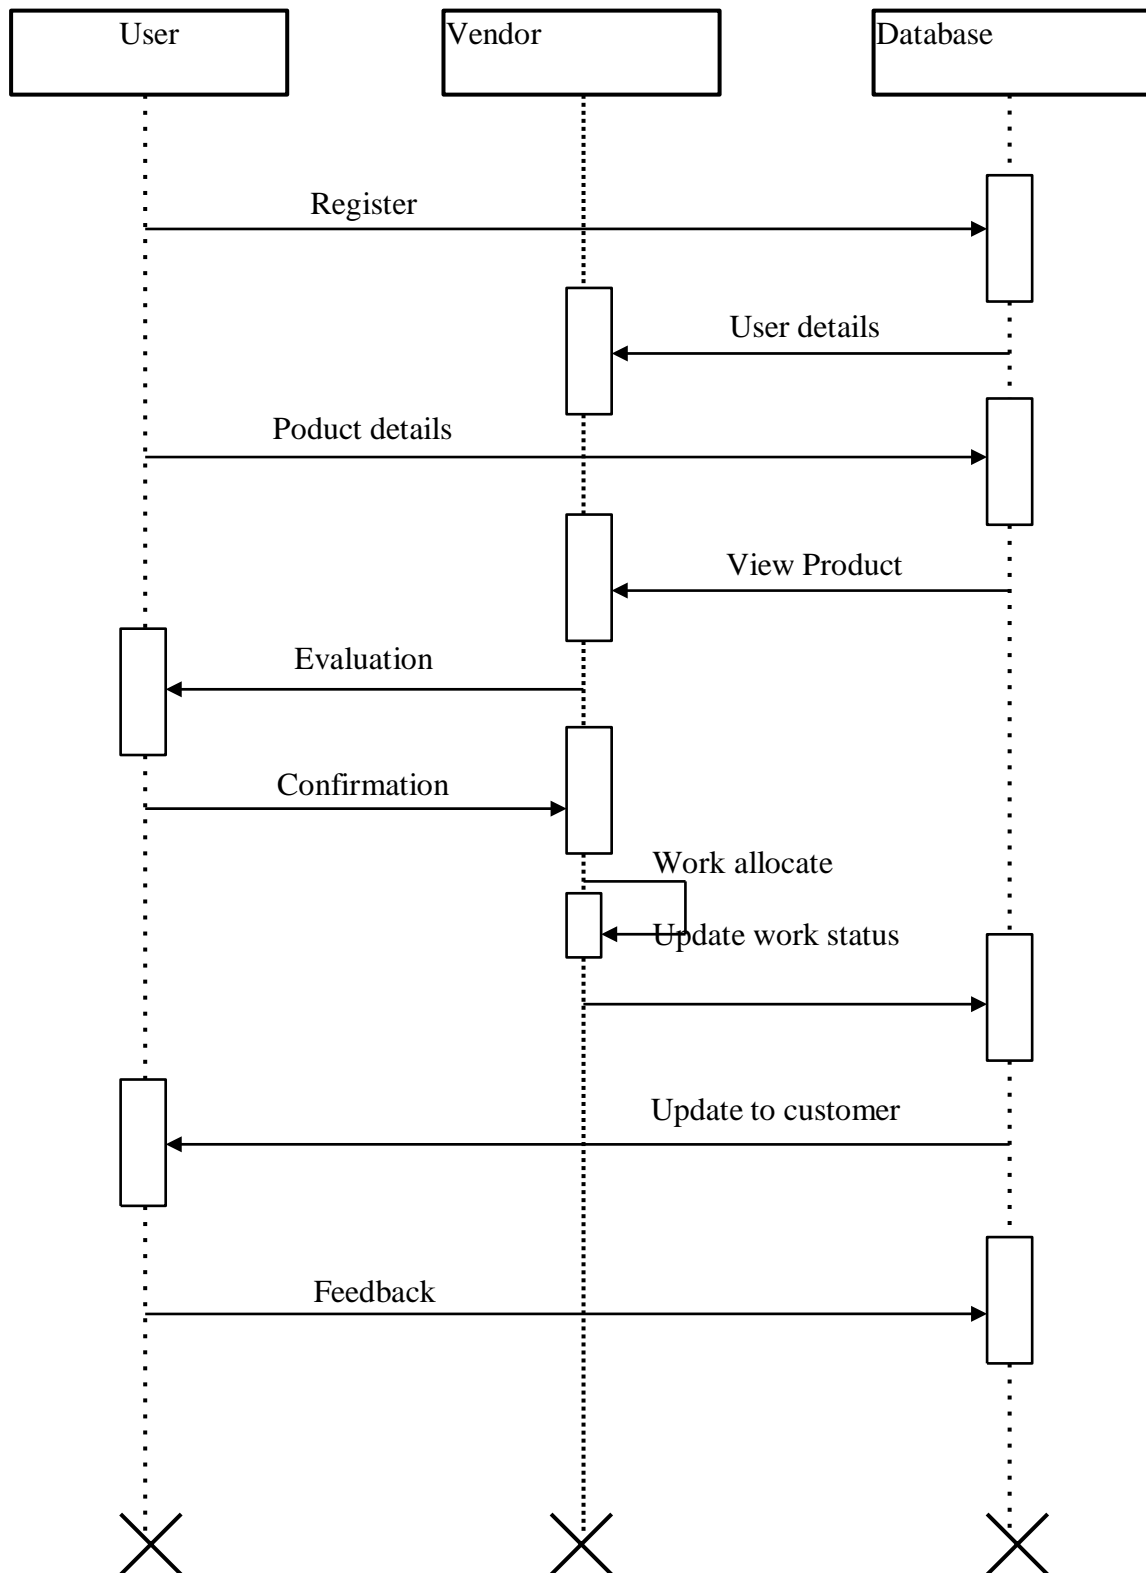 User
Vendor
Database
Register
User details
Poduct details
View Product
Evaluation
Confirmation
Work allocate
Update work status
Update to customer
Feedback